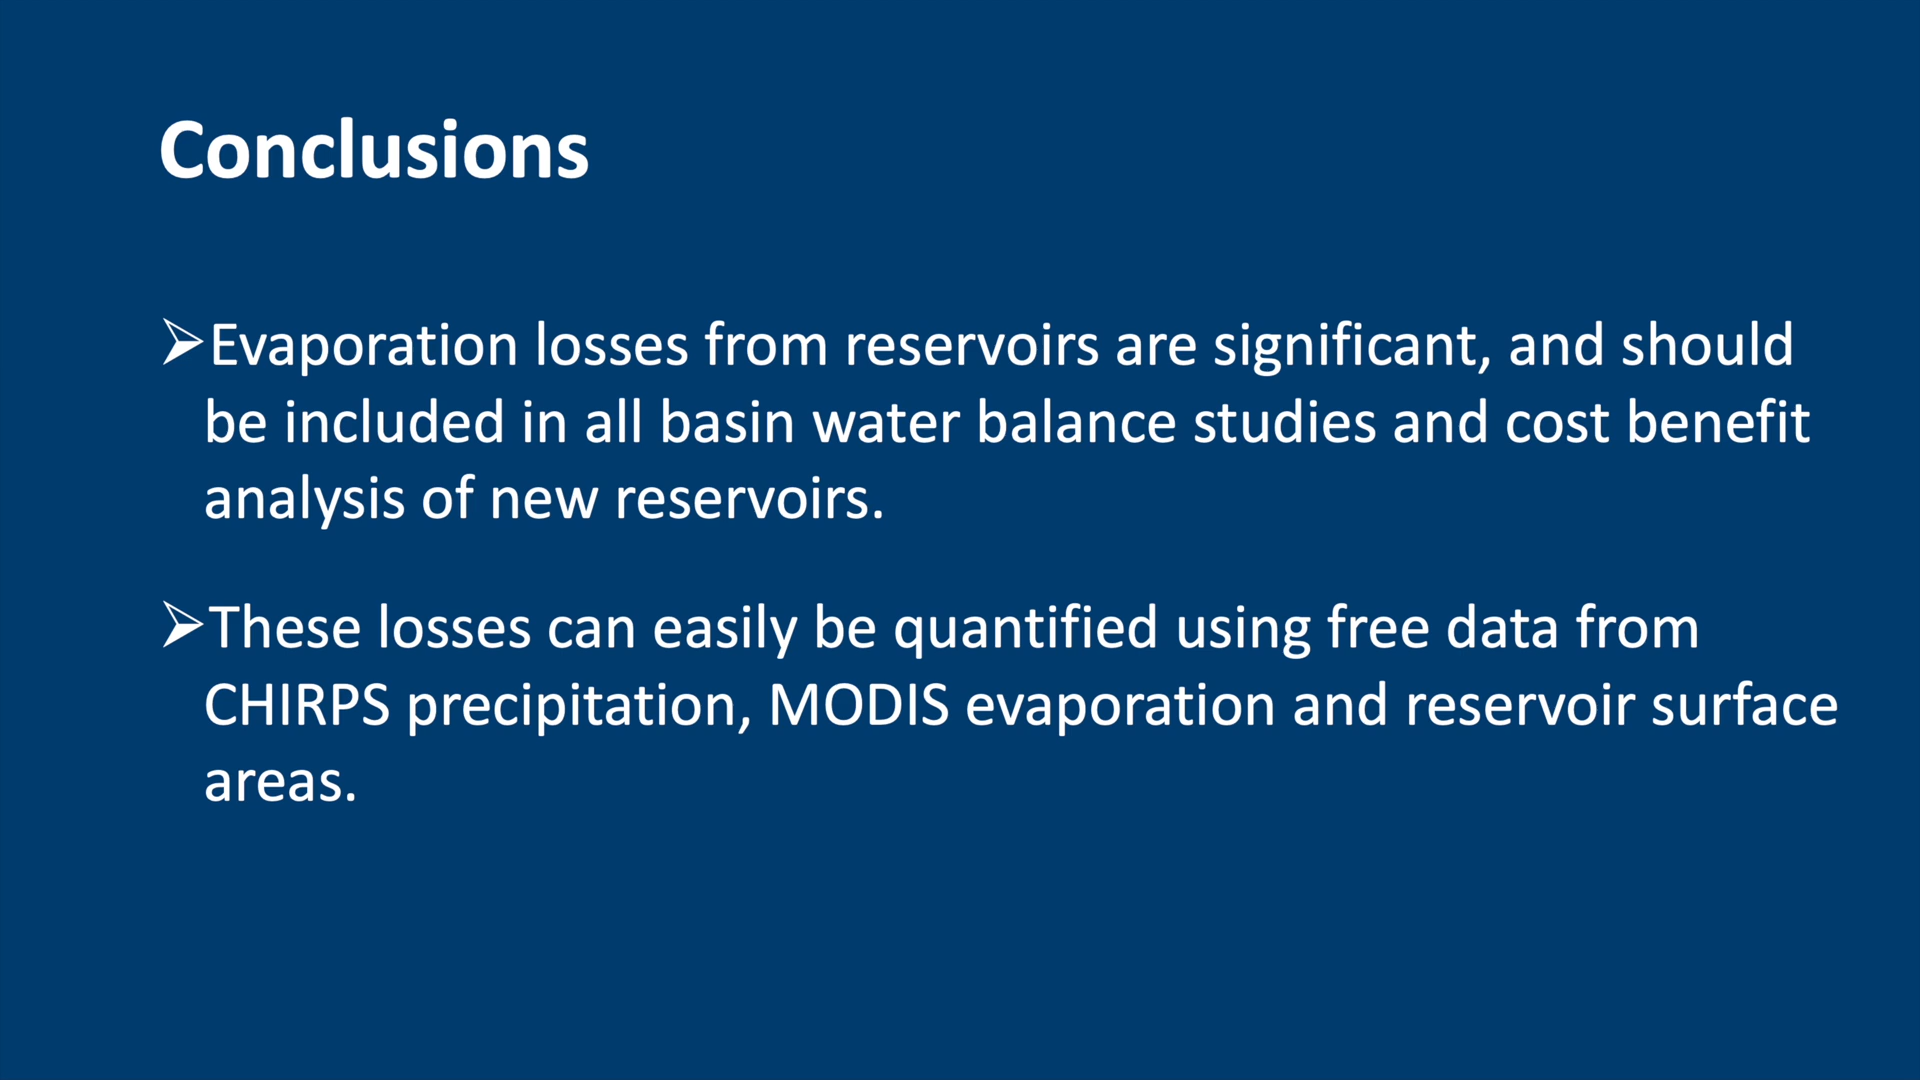 Conclusions
➢Evaporation losses from reservoirs are significant, and should
be included in all basin water balance studies and cost benefit
analysis of new reservoirs.
➢These losses can easily be quantified using free data from
CHIRPS precipitation, MODIS evaporation and reservoir surface
areas.